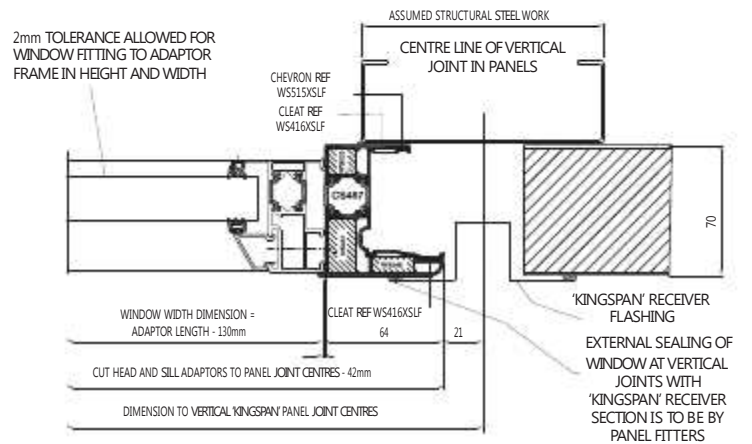 ASSUMED STRUCTURAL STEEL WORK
2mm TOLERANCE ALLOWED FOR
WINDOW FITTING TO ADAPTOR
FRAME IN HEIGHT AND WIDTH
CENTRE LINE OF VERTICAL
JOINT IN PANELS
CHEVRON REF
WS515XSLF
CLEAT REF
WS416XSLF
70
'KINGSPAN' RECEIVER
FLASHING
WINDOW WIDTH DIMENSION =
ADAPTOR LENGTH - 130mm
CLEAT REF WS416XSLF
64
21
EXTERNAL SEALING OF
WINDOW AT VERTICAL
JOINTS WITH
'KINGSPAN' RECEIVER
SECTION IS TO BE BY
PANEL FITTERS
CUT HEAD AND SILL ADAPTORS TO PANEL JOINT CENTRES - 42mm
DIMENSION TO VERTICAL 'KINGSPAN' PANEL JOINT CENTRES